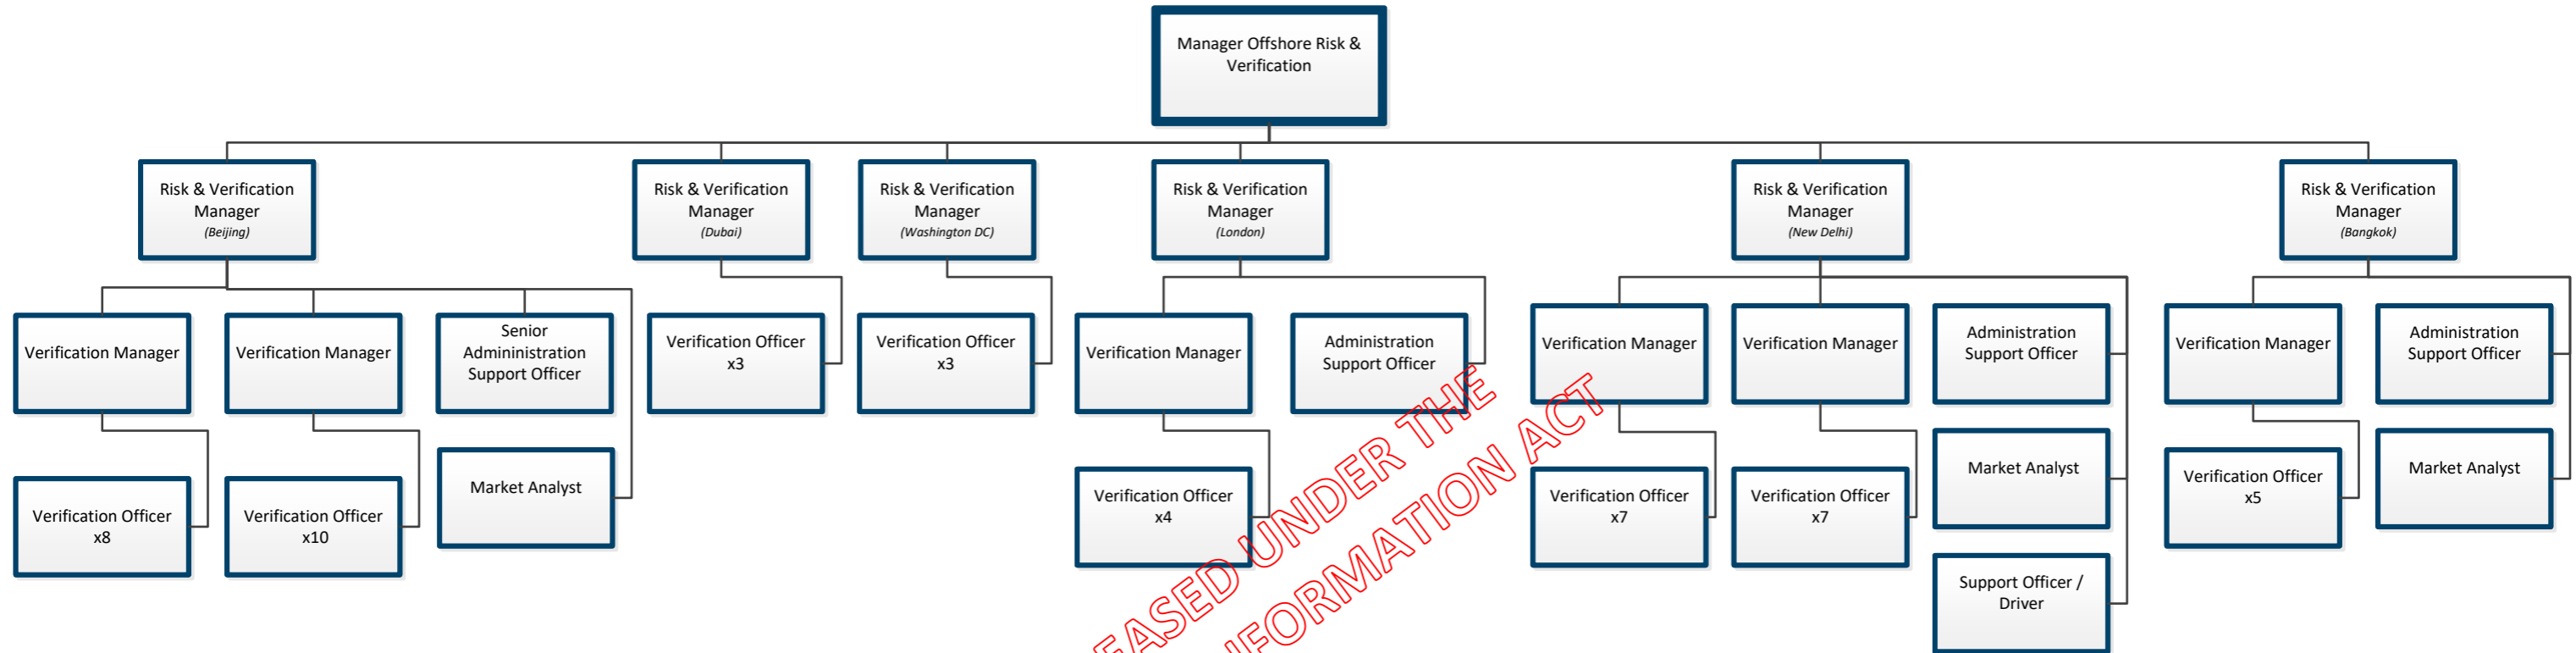 Manager Offshore Risk &
Verification
Risk & Verification
Manager
(Beijing)
Risk & Verification
Manager
(Dubai)
Risk & Verification
Manager
(Washington DC)
Risk & Verification
Manager
(London)
Risk & Verification
Manager
(New Delhi)
Risk & Verification
Manager
(Bangkok)
Verification Manager
Verification Manager
Senior
Admininistration
Support Officer
Verification Officer
x3
Verification Officer
x3
Verification Manager
Administration
Support Officer
Verification Manager
Verification Manager
Administration
Support Officer
Verification Manager
Administration
Support Officer
Verification Officer
x8
Verification Officer
x10
Market Analyst
Verification Officer
x4
Verification Officer
x7
Verification Officer
x7
Market Analyst
Verification Officer
x5
Market Analyst
Support Officer /
Driver
EASED UNDER THE
NFORMATION ACT